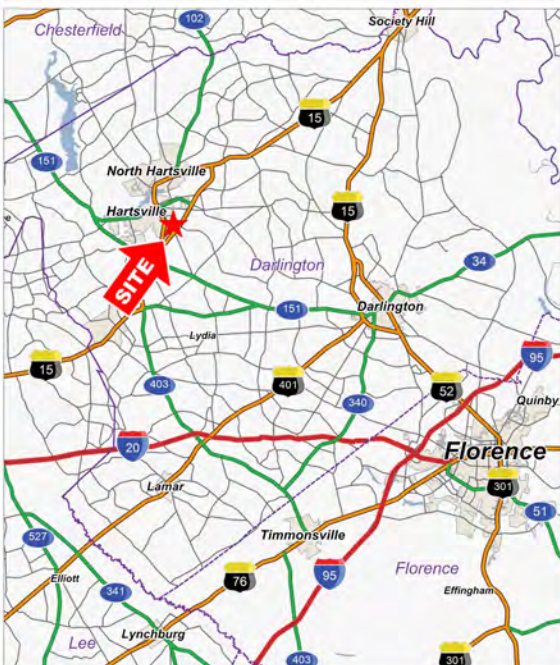 102
Chesterfield
Society Hill
15
151
North Hartsville
Hartsville
15
SITE
Darlington
34
151
Darlington
Lydia
95
15
403
401
52
340
Quinby
20
Florence
Lamar
301
51
527
Timmonsville
Elliott
76
95
Florence
341
Effingham
Lee
Lynchburg
403
301